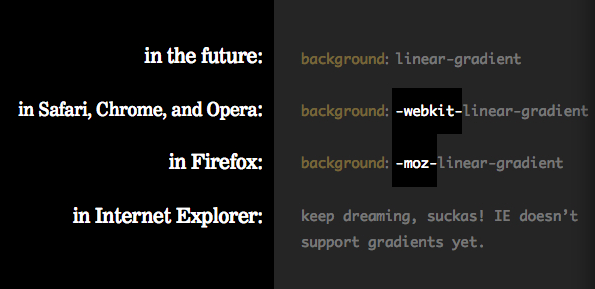 in the future: background: linear-gradient
in Safari, Chrome, and Opera: background: -webkit-linear-gradient
in Firefox: background: -moz-linear-gradient
in Internet Explorer: keep dreaming, suckas! IE doesn’t
support gradients yet.